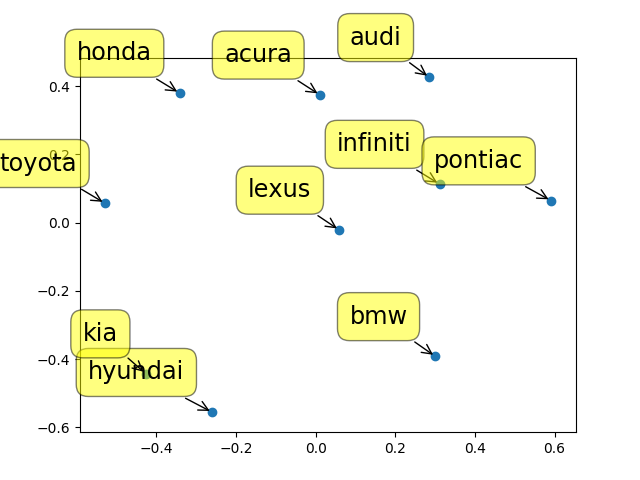 audi
honda
acura
0.4
infiniti
pontiac
0.2
toyota
lexus
0.0
−0.2
bmw
kia
−0.4
hyundai
−0.6
−0.4 −0.2 0.0 0.2 0.4 0.6